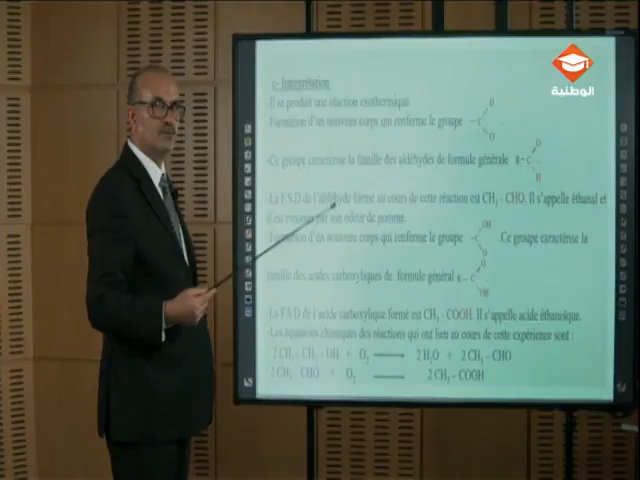 الوطنية
c- Interprétation
-Il se produit une réaction exothermique
-Formation d'un nouveau corps qui renferme le groupe - C H O
-Ce groupe caractérise la famille des aldéhydes de formule générale R - C O H
-La F.S.D de l'aldéhyde formé au cours de cette réaction est CH₃ - CHO. Il s'appelle éthanal et
il est reconnu par son odeur de pomme.
-Formation d'un nouveau corps qui renferme le groupe - C OH O .Ce groupe caractérise la
famille des acides carboxyliques de formule général R - C O OH
-La F.S.D de l'acide carboxylique formé est CH₃ - COOH. Il s'appelle acide éthanoïque.
-Les équations chimiques des réactions qui ont lieu au cours de cette expérience sont :
2 CH₃ - CH₂ - OH + O₂ 2 H₂O + 2 CH₃ - CHO
2 CH₃ CHO + O₂ 2 CH₃ - COOH